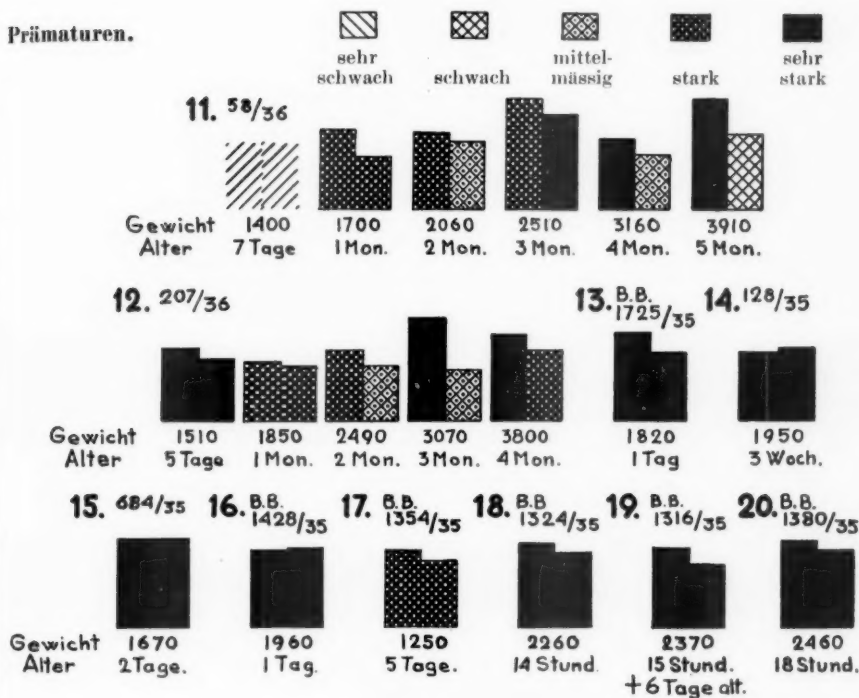 Prämaturen.
sehr schwach
schwach
mittel-mässig
stark
sehr stark
11. 58/36
Gewicht 1400 1700 2060 2510 3160 3910
Alter 7 Tage 1 Mon. 2 Mon. 3 Mon. 4 Mon. 5 Mon.
12. 207/36 13. B.B. 1725/35 14. 128/35
Gewicht 1510 1850 2490 3070 3800 1820 1950
Alter 5 Tage 1 Mon. 2 Mon. 3 Mon. 4 Mon. 1 Tag 3 Woch.
15. 684/35 16. B.B. 1428/35 17. B.B. 1354/35 18. B.B 1324/35 19. B.B. 1316/35 20. B.B. 1380/35
Gewicht 1670 1960 1250 2260 2370 2460
Alter 2 Tage. 1 Tag. 5 Tage. 14 Stund. 15 Stund. 18 Stund.
+6 Tage alt.